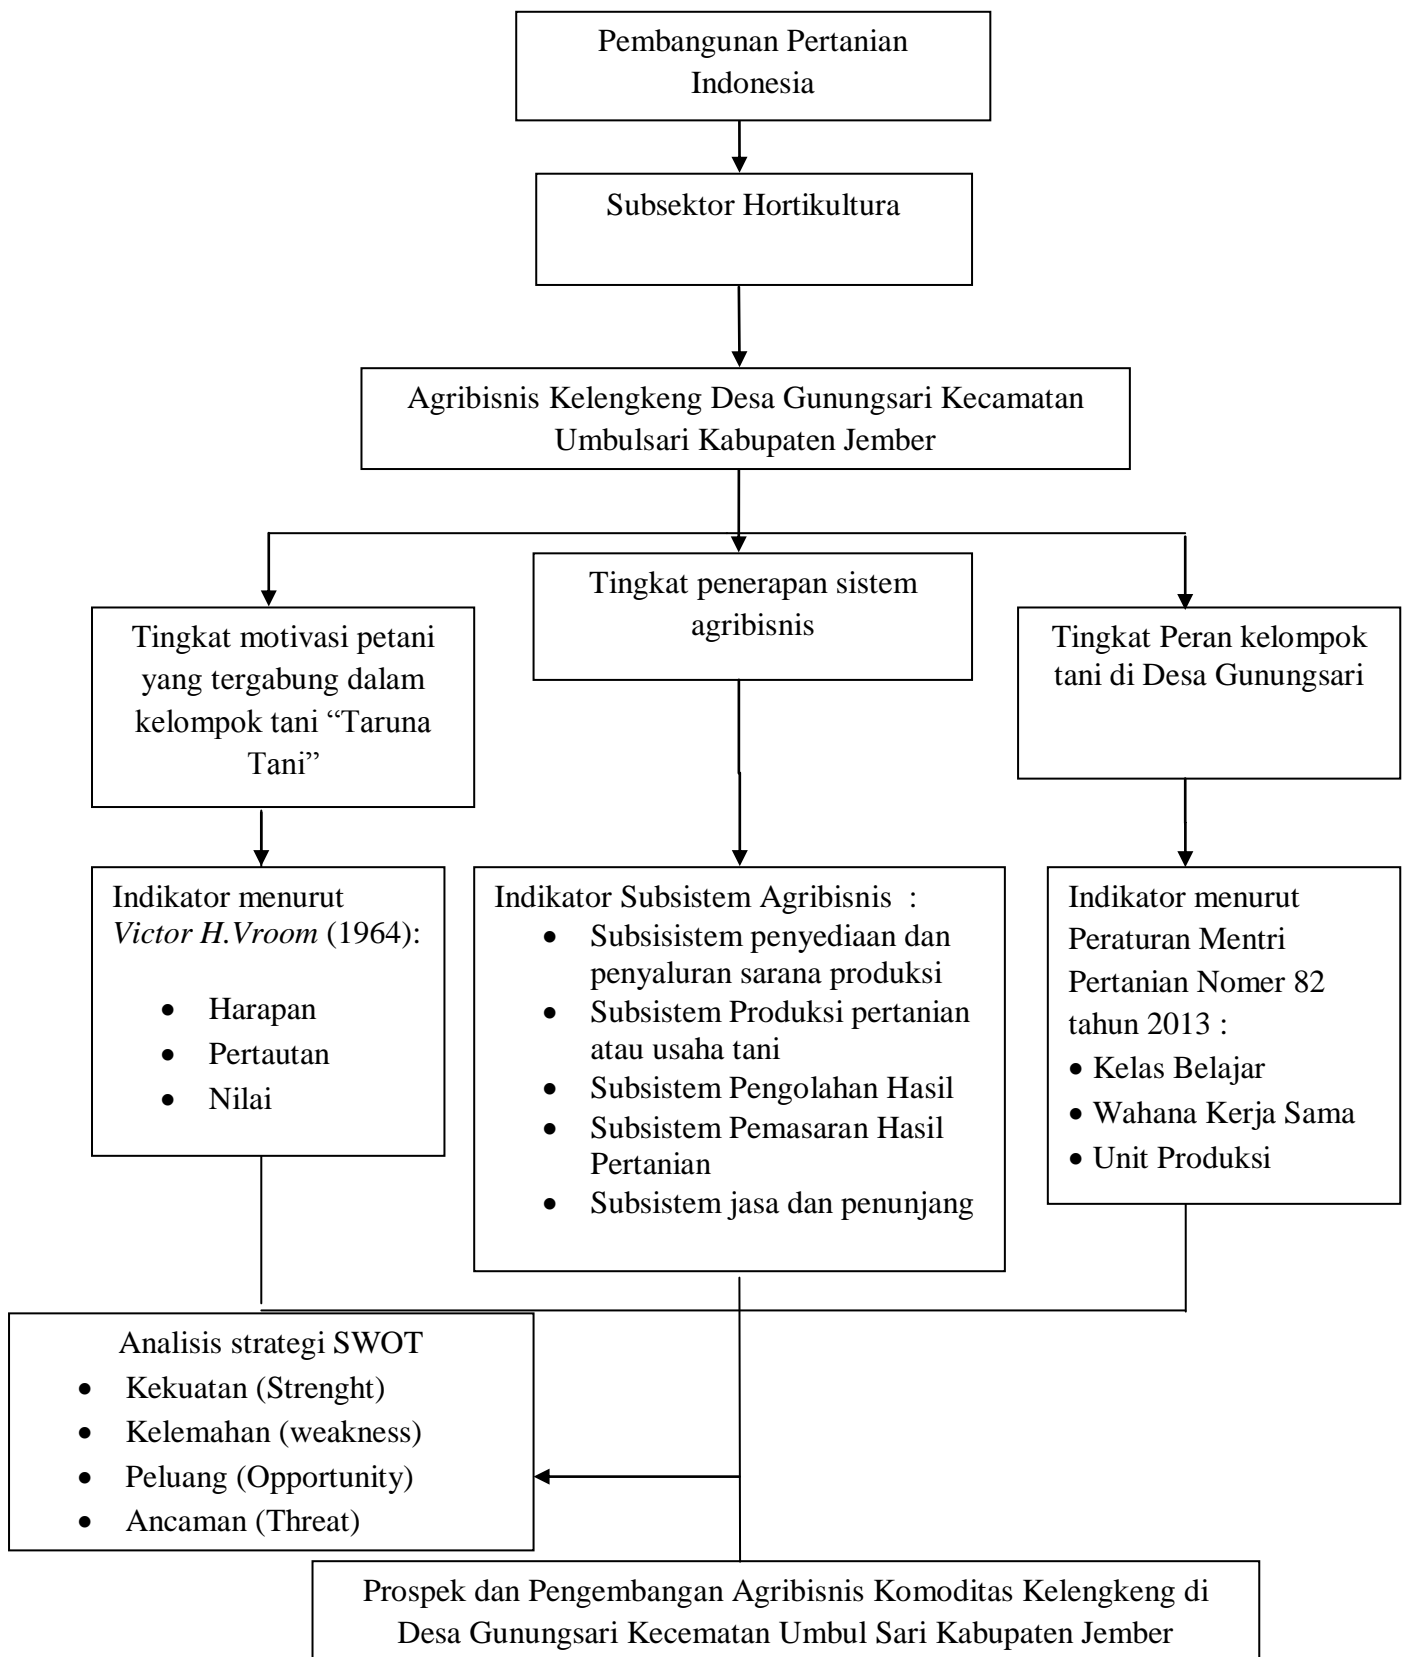 Pembangunan Pertanian
Indonesia
Subsektor Hortikultura
Agribisnis Kelengkeng Desa Gunungsari Kecamatan
Umbulsari Kabupaten Jember
Tingkat motivasi petani
yang tergabung dalam
kelompok tani “Taruna
Tani”
Tingkat penerapan sistem
agribisnis
Tingkat Peran kelompok
tani di Desa Gunungsari
Indikator menurut
Victor H.Vroom (1964):
• Harapan
• Pertautan
• Nilai
Indikator Subsistem Agribisnis :
• Subsisistem penyediaan dan
penyaluran sarana produksi
• Subsistem Produksi pertanian
atau usaha tani
• Subsistem Pengolahan Hasil
• Subsistem Pemasaran Hasil
Pertanian
• Subsistem jasa dan penunjang
Indikator menurut
Peraturan Mentri
Pertanian Nomer 82
tahun 2013 :
• Kelas Belajar
• Wahana Kerja Sama
• Unit Produksi
Analisis strategi SWOT
• Kekuatan (Strenght)
• Kelemahan (weakness)
• Peluang (Opportunity)
• Ancaman (Threat)
Prospek dan Pengembangan Agribisnis Komoditas Kelengkeng di
Desa Gunungsari Kecematan Umbul Sari Kabupaten Jember